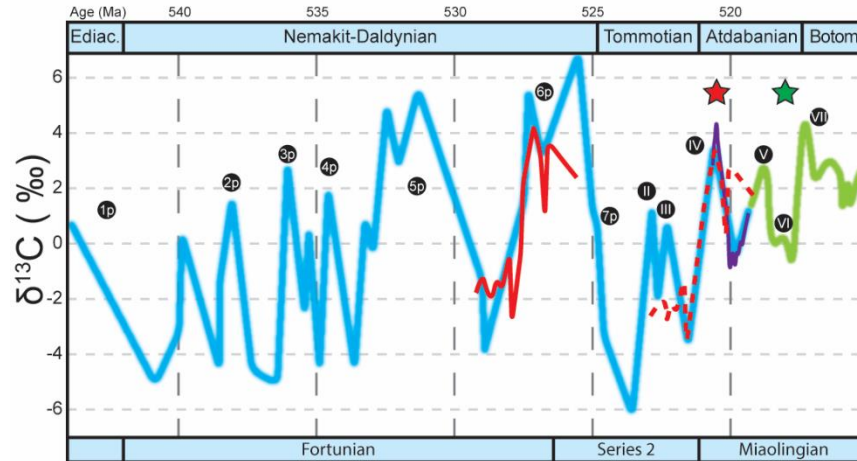 Age (Ma) 540 535 530 525 520
Ediac. Nemakit-Daldynian Tommotian Atdabanian Botom
6
4
2
0
-2
-4
-6
δ¹³C ( ‰)
1p 2p 3p 4p 5p 6p 7p II III IV V VI VII
Fortunian Series 2 Miaolingian